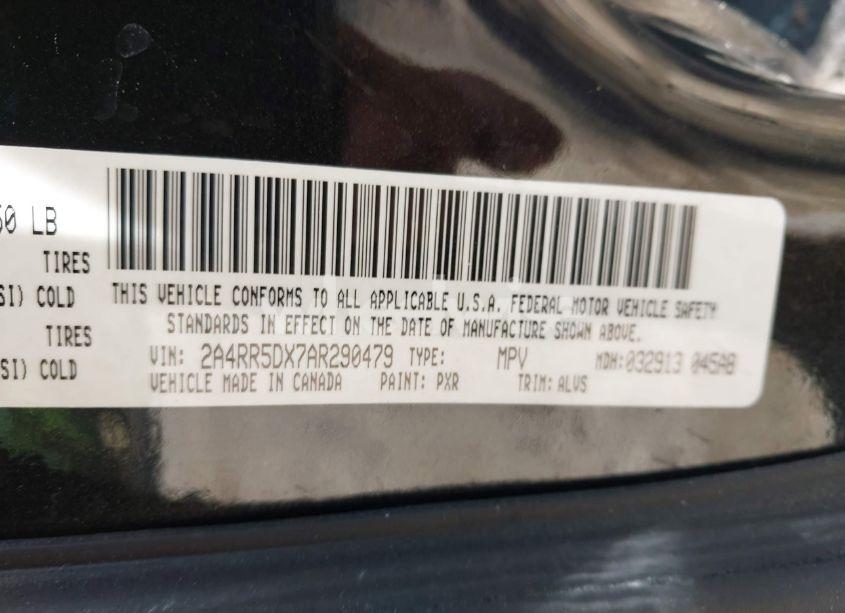 50 LB
TIRES
SI) COLD
TIRES
SI) COLD
THIS VEHICLE CONFORMS TO ALL APPLICABLE U.S.A. FEDERAL MOTOR VEHICLE SAFETY
STANDARDS IN EFFECT ON THE DATE OF MANUFACTURE SHOWN ABOVE.
VIN: 2A4RR5DX7AR290479 TYPE: MPV MDH:032913 045AB
VEHICLE MADE IN CANADA PAINT: PXR TRIM: ALVS